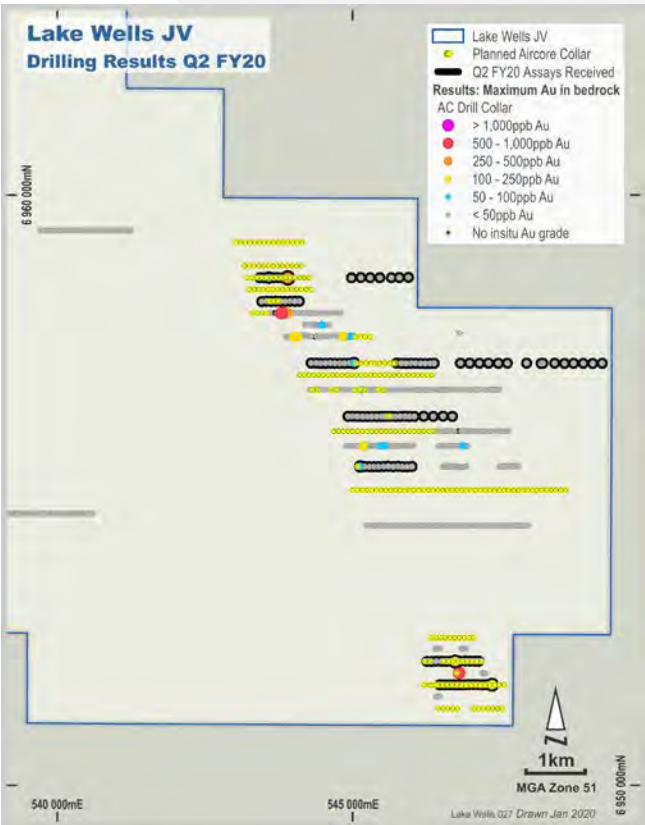 Lake Wells JV
Drilling Results Q2 FY20
Lake Wells JV
Planned Aircore Collar
Q2 FY20 Assays Received
Results: Maximum Au in bedrock
AC Drill Collar
> 1,000ppb Au
500 - 1,000ppb Au
250 - 500ppb Au
100 - 250ppb Au
50 - 100ppb Au
< 50ppb Au
No insitu Au grade
6 960 000mN
N
1km
MGA Zone 51
6 950 000mN
540 000mE
545 000mE
Lake Wells 027 Drawn Jan 2020